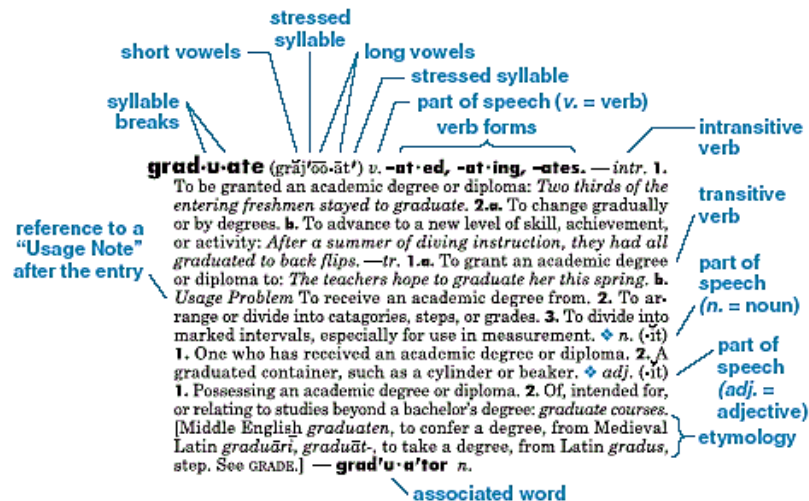 stressed
syllable
short vowels
long vowels
stressed syllable
syllable
breaks
part of speech (v. = verb)
verb forms
intransitive
verb
grad·u·ate (grăj′o͞o-āt′) v. -at·ed, -at·ing, -ates. —intr. 1.
To be granted an academic degree or diploma: Two thirds of the
entering freshmen stayed to graduate. 2.a. To change gradually
or by degrees. b. To advance to a new level of skill, achievement,
or activity: After a summer of diving instruction, they had all
graduated to back flips. —tr. 1.a. To grant an academic degree
or diploma to: The teachers hope to graduate her this spring. b.
Usage Problem To receive an academic degree from. 2. To ar-
range or divide into catagories, steps, or grades. 3. To divide into
marked intervals, especially for use in measurement. ❖ n. (-ĭt)
1. One who has received an academic degree or diploma. 2. A
graduated container, such as a cylinder or beaker. ❖ adj. (-ĭt)
1. Possessing an academic degree or diploma. 2. Of, intended for,
or relating to studies beyond a bachelor's degree: graduate courses.
[Middle English graduaten, to confer a degree, from Medieval
Latin graduārī, graduāt-, to take a degree, from Latin gradus,
step. See GRADE.] — grad'u·a'tor n.
reference to a
“Usage Note”
after the entry
transitive
verb
part of
speech
(n. = noun)
part of
speech
(adj. =
adjective)
etymology
associated word